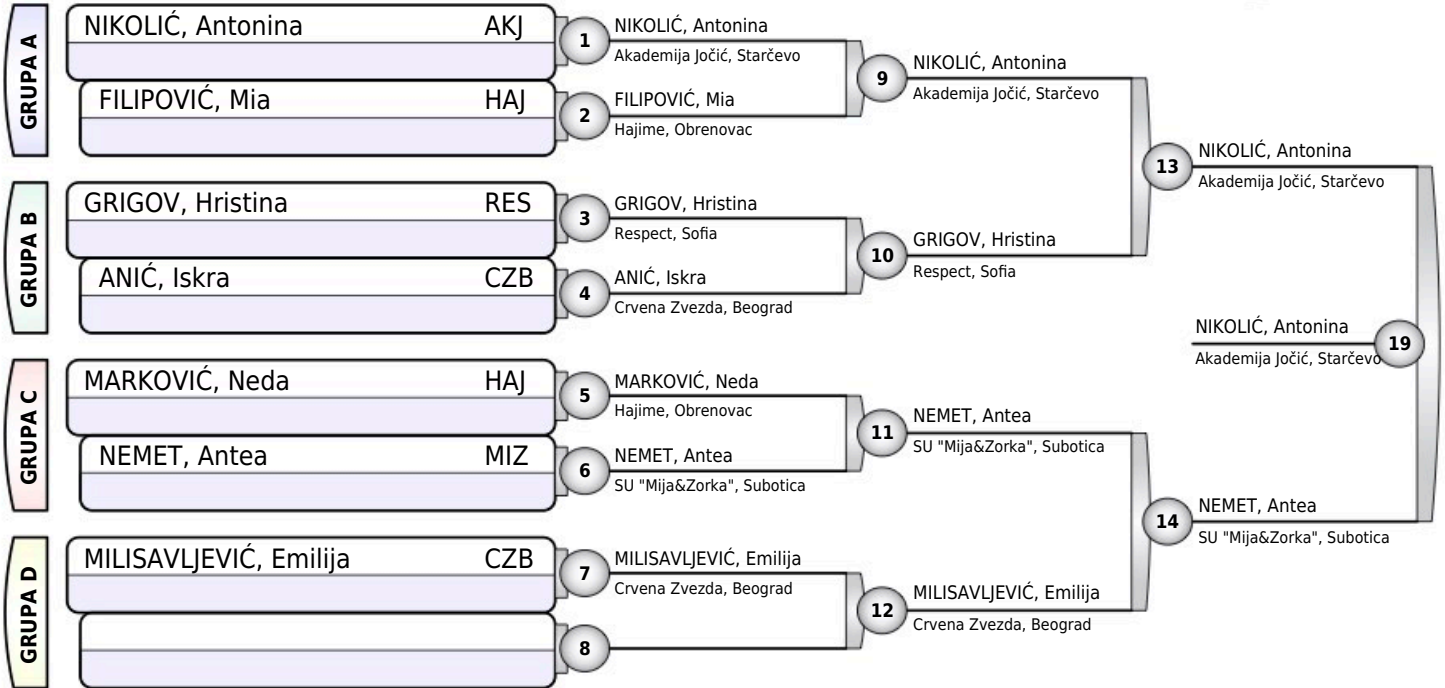 GRUPA A
NIKOLIĆ, Antonina AKJ
FILIPOVIĆ, Mia HAJ
GRUPA B
GRIGOV, Hristina RES
ANIĆ, Iskra CZB
GRUPA C
MARKOVIĆ, Neda HAJ
NEMET, Antea MIZ
GRUPA D
MILISAVLJEVIĆ, Emilija CZB
1
NIKOLIĆ, Antonina
Akademija Jočić, Starčevo
2
FILIPOVIĆ, Mia
Hajime, Obrenovac
3
GRIGOV, Hristina
Respect, Sofia
4
ANIĆ, Iskra
Crvena Zvezda, Beograd
5
MARKOVIĆ, Neda
Hajime, Obrenovac
6
NEMET, Antea
SU "Mija&Zorka", Subotica
7
MILISAVLJEVIĆ, Emilija
Crvena Zvezda, Beograd
8
9
NIKOLIĆ, Antonina
Akademija Jočić, Starčevo
10
GRIGOV, Hristina
Respect, Sofia
11
NEMET, Antea
SU "Mija&Zorka", Subotica
12
MILISAVLJEVIĆ, Emilija
Crvena Zvezda, Beograd
13
NIKOLIĆ, Antonina
Akademija Jočić, Starčevo
14
NEMET, Antea
SU "Mija&Zorka", Subotica
NIKOLIĆ, Antonina
Akademija Jočić, Starčevo
19